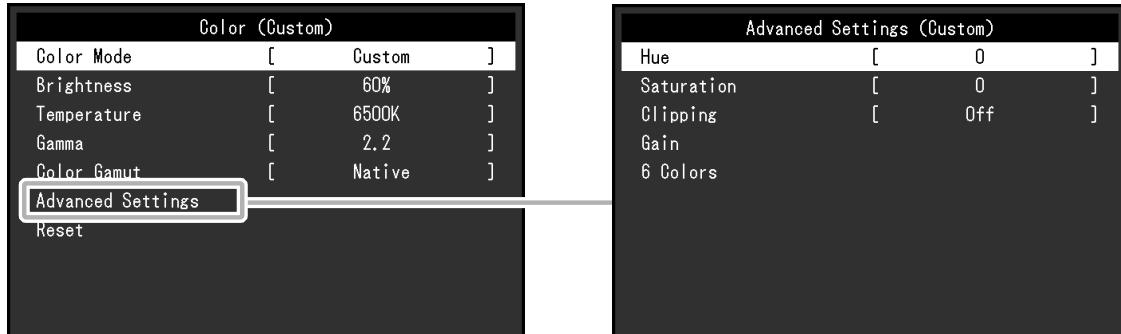 Color (Custom)
Color Mode [ Custom ]
Brightness [ 60% ]
Temperature [ 6500K ]
Gamma [ 2.2 ]
Color Gamut [ Native ]
Advanced Settings
Reset
Advanced Settings (Custom)
Hue [ 0 ]
Saturation [ 0 ]
Clipping [ Off ]
Gain
6 Colors